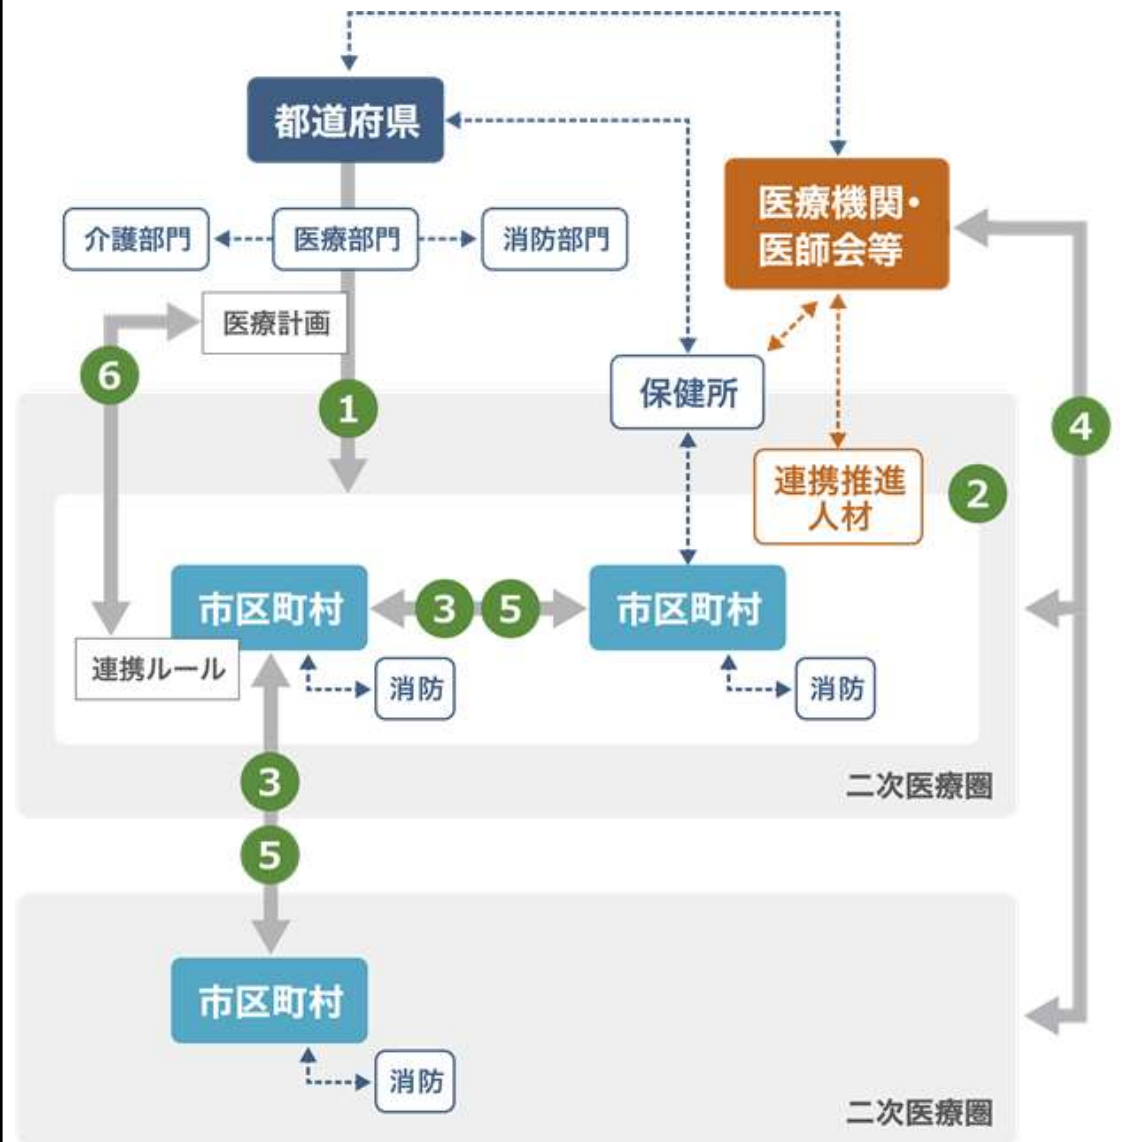 都道府県
医療機関・
医師会等
介護部門
医療部門
消防部門
医療計画
6
1
保健所
4
連携推進
人材
2
市区町村
3
5
市区町村
連携ルール
消防
消防
3
二次医療圏
5
市区町村
消防
二次医療圏